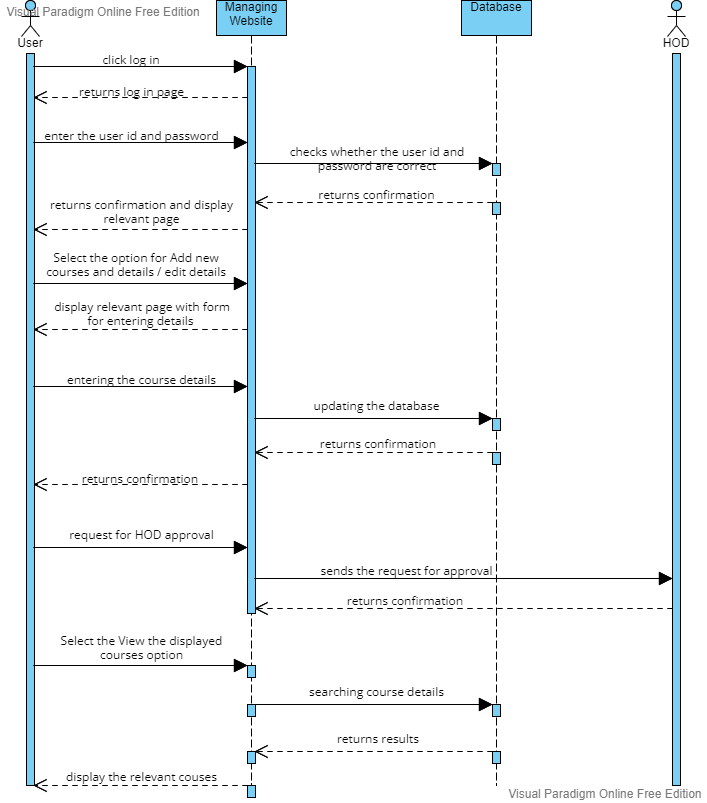 Visual Paradigm Online Free Edition
Managing
Website
Database
User
HOD
click log in
returns log in page
enter the user id and password
checks whether the user id and
password are correct
returns confirmation
returns confirmation and display
relevant page
Select the option for Add new
courses and details / edit details
display relevant page with form
for entering details
entering the course details
updating the database
returns confirmation
returns confirmation
request for HOD approval
sends the request for approval
returns confirmation
Select the View the displayed
courses option
searching course details
returns results
display the relevant couses
Visual Paradigm Online Free Edition